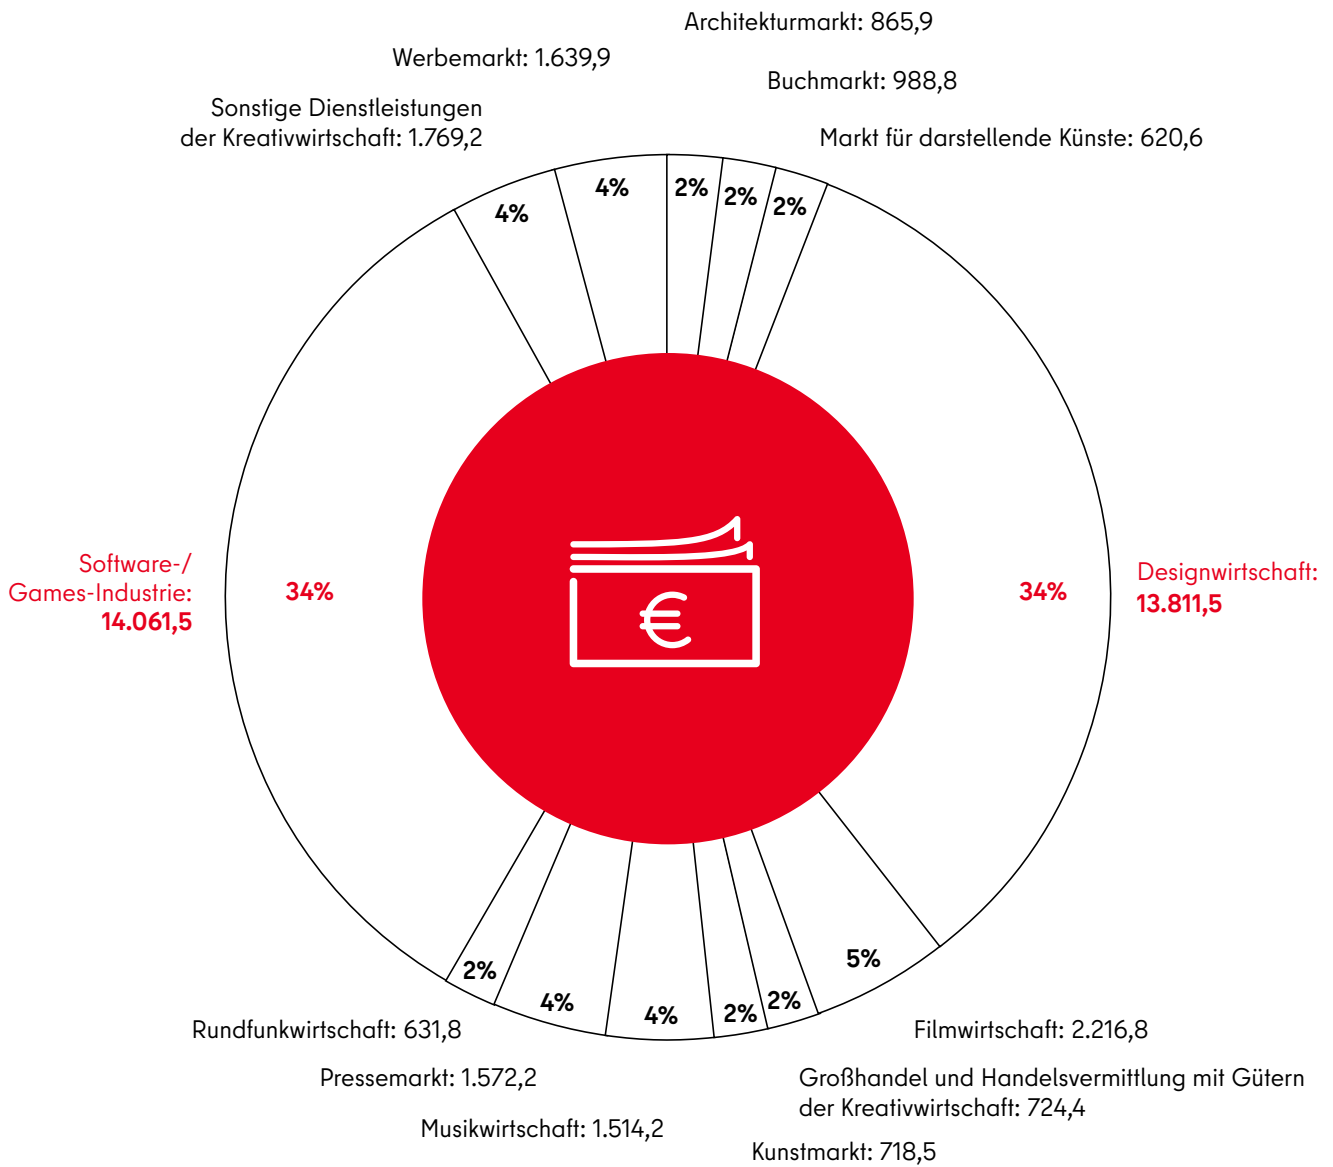 Architekturmarkt: 865,9
Werbemarkt: 1.639,9
Buchmarkt: 988,8
Sonstige Dienstleistungen
der Kreativwirtschaft: 1.769,2
Markt für darstellende Künste: 620,6
4%
4%
2%
2%
2%
Software-/
Games-Industrie:
14.061,5
34%
€
34%
Designwirtschaft:
13.811,5
2%
4%
4%
2%
2%
5%
Rundfunkwirtschaft: 631,8
Filmwirtschaft: 2.216,8
Pressemarkt: 1.572,2
Großhandel und Handelsvermittlung mit Gütern
der Kreativwirtschaft: 724,4
Musikwirtschaft: 1.514,2
Kunstmarkt: 718,5